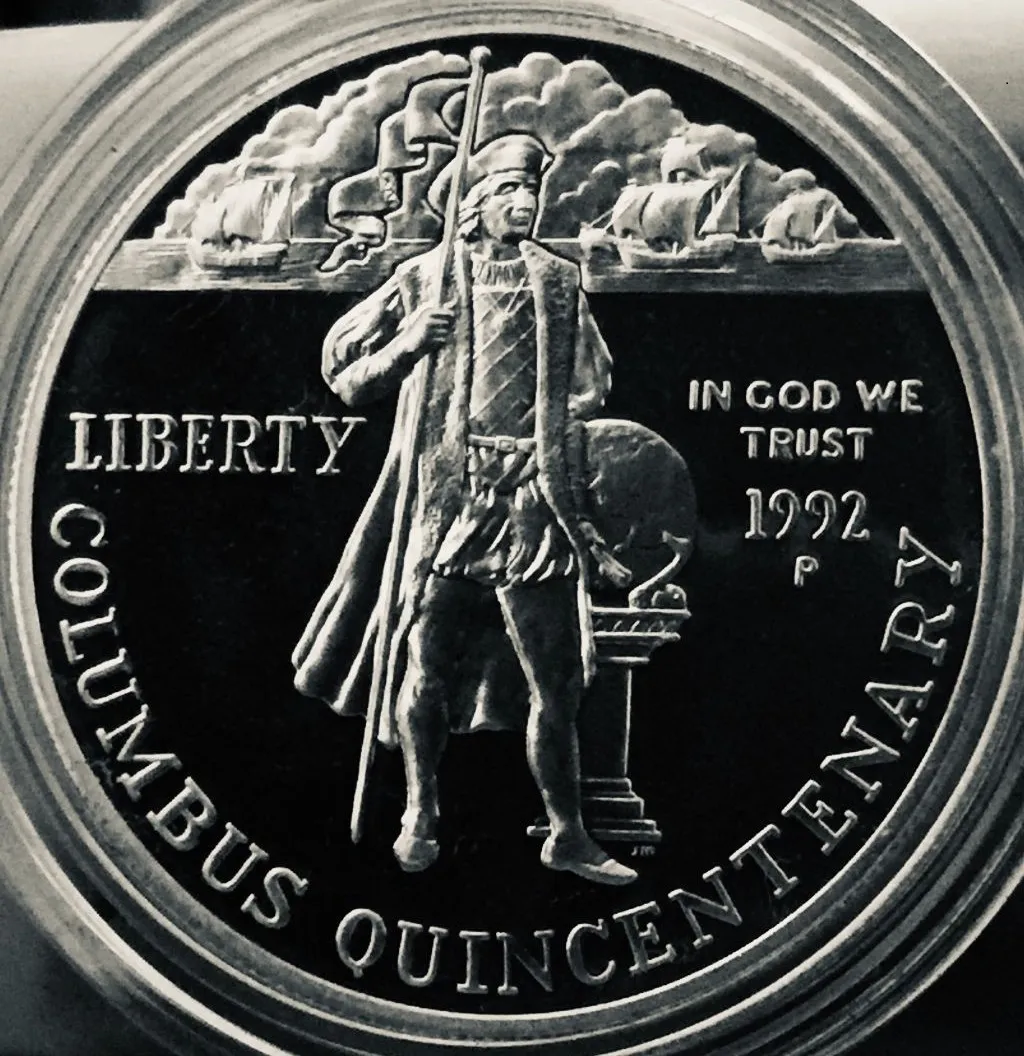 LIBERTY
IN GOD WE
TRUST
1992
P
COLUMBUS QUINCENTENARY